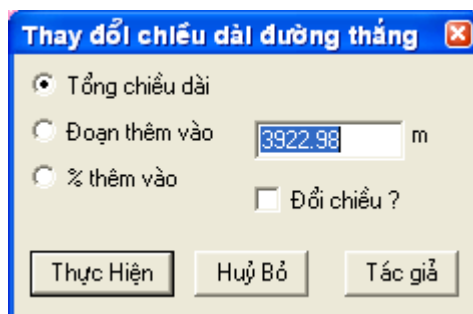 Thay đổi chiều dài đường thẳng
Tổng chiều dài
Đoạn thêm vào
3922.98 m
% thêm vào
Đổi chiều ?
Thực Hiện Huỷ Bỏ Tác giả